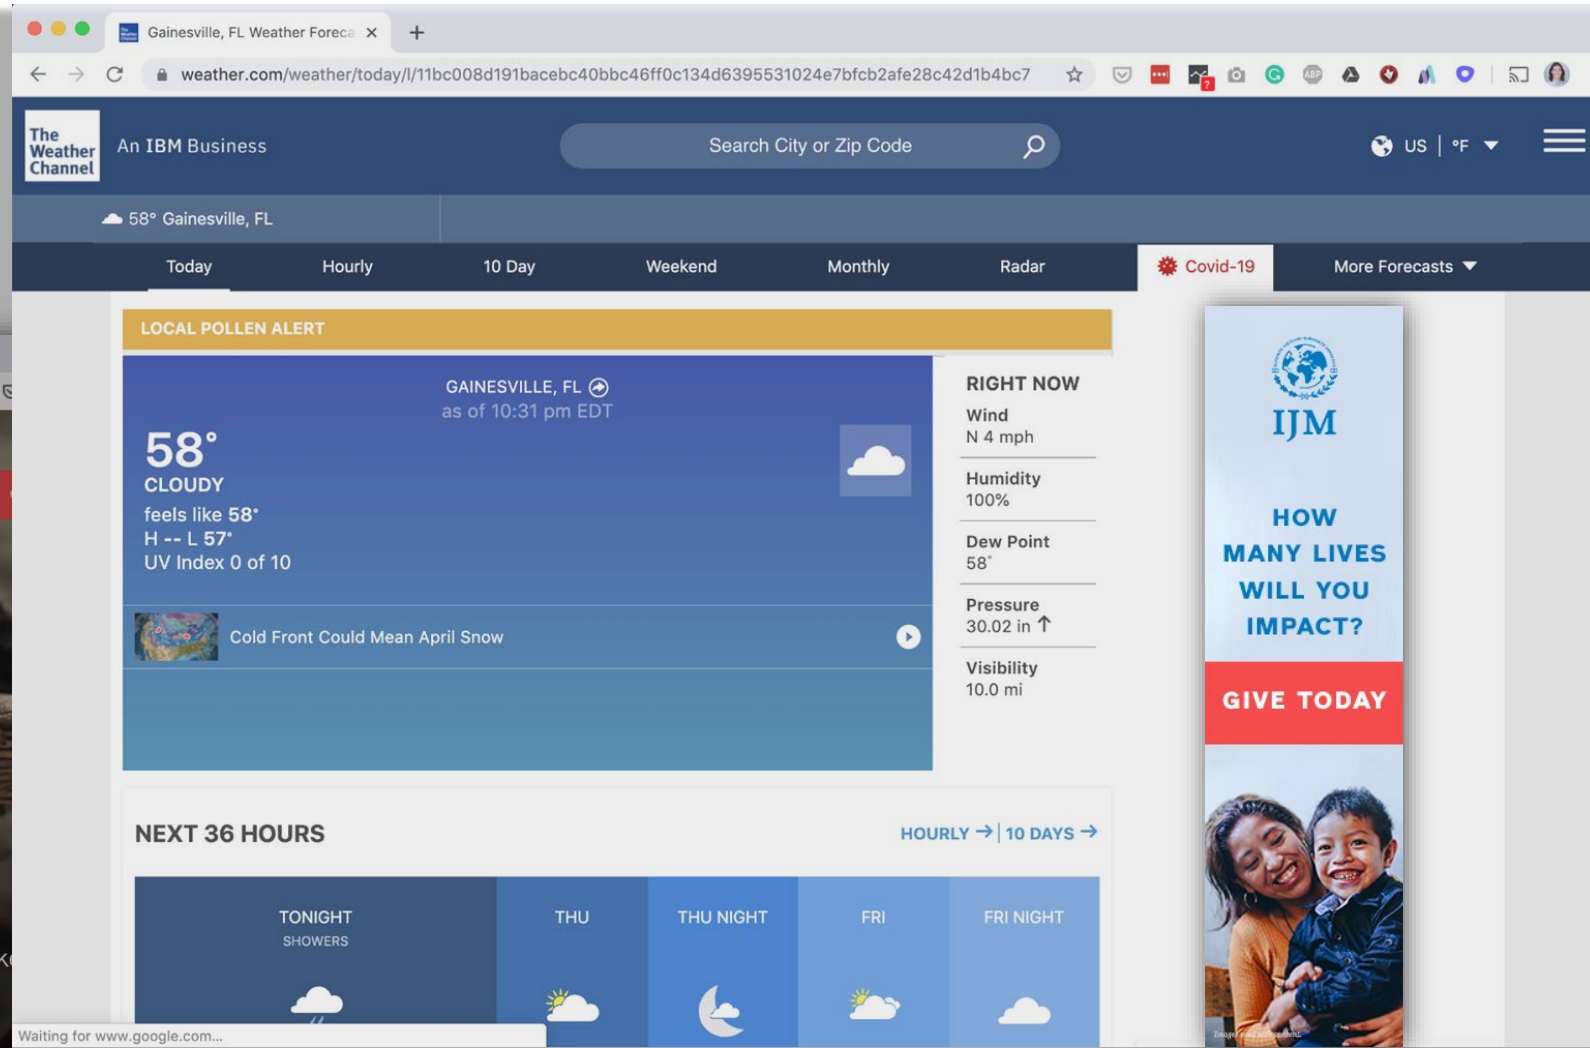 Gainesville, FL Weather Foreca
weather.com/weather/today/l/11bc008d191bacebc40bbc46ff0c134d6395531024e7bfcb2afe28c42d1b4bc7
The
Weather
Channel
An IBM Business
Search City or Zip Code
US | °F
58° Gainesville, FL
Today Hourly 10 Day Weekend Monthly Radar Covid-19 More Forecasts
LOCAL POLLEN ALERT
GAINESVILLE, FL
as of 10:31 pm EDT
58°
CLOUDY
feels like 58°
H -- L 57°
UV Index 0 of 10
Cold Front Could Mean April Snow
RIGHT NOW
Wind
N 4 mph
Humidity
100%
Dew Point
58°
Pressure
30.02 in ↑
Visibility
10.0 mi
IJM
HOW
MANY LIVES
WILL YOU
IMPACT?
GIVE TODAY
NEXT 36 HOURS
HOURLY → | 10 DAYS →
TONIGHT
SHOWERS
THU
THU NIGHT
FRI
FRI NIGHT
Waiting for www.google.com...